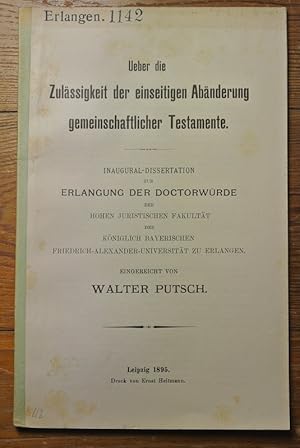 Erlangen. 1142
Ueber die
Zulässigkeit der einseitigen Abänderung
gemeinschaftlicher Testamente.
INAUGURAL-DISSERTATION
ZUR
ERLANGUNG DER DOCTORWÜRDE
DER
HOHEN JURISTISCHEN FAKULTÄT
DER
KÖNIGLICH BAYERISCHEN
FRIEDRICH-ALEXANDER-UNIVERSITÄT ZU ERLANGEN.
EINGEREICHT VON
WALTER PUTSCH.
Leipzig 1895.
Druck von Ernst Heitmann.